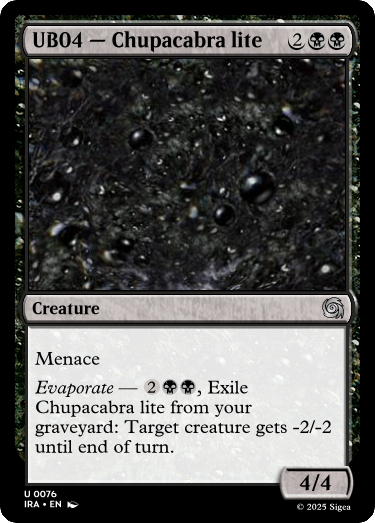 UB04 — Chupacabra lite 2
Creature
Menace
Evaporate — 2, Exile
Chupacabra lite from your
graveyard: Target creature gets -2/-2
until end of turn.
4/4
U 0076
IRA • EN
© 2025 Sigea